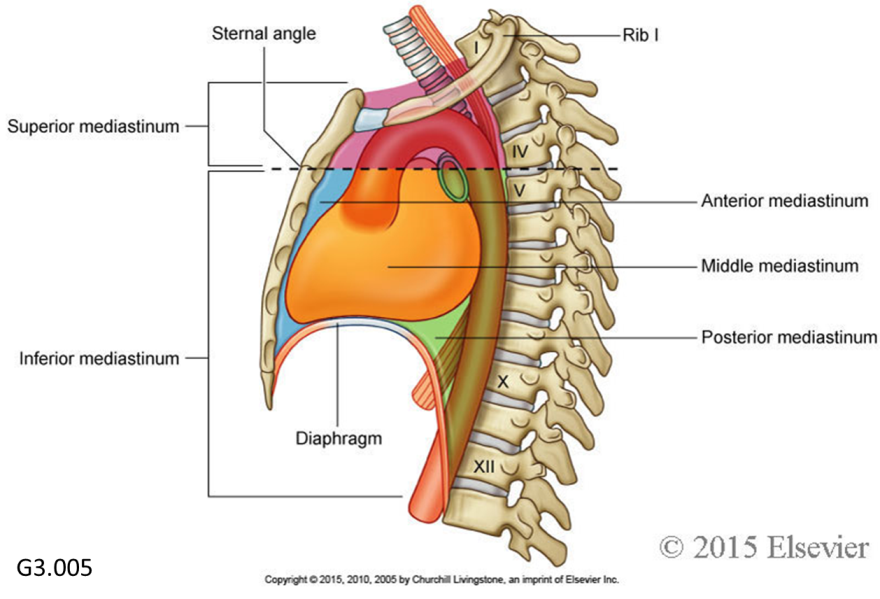 Sternal angle
I
Rib I
Superior mediastinum
IV
V
Anterior mediastinum
Middle mediastinum
Posterior mediastinum
Inferior mediastinum
X
Diaphragm
XII
© 2015 Elsevier
G3.005
Copyright © 2015, 2010, 2005 by Churchill Livingstone, an imprint of Elsevier Inc.